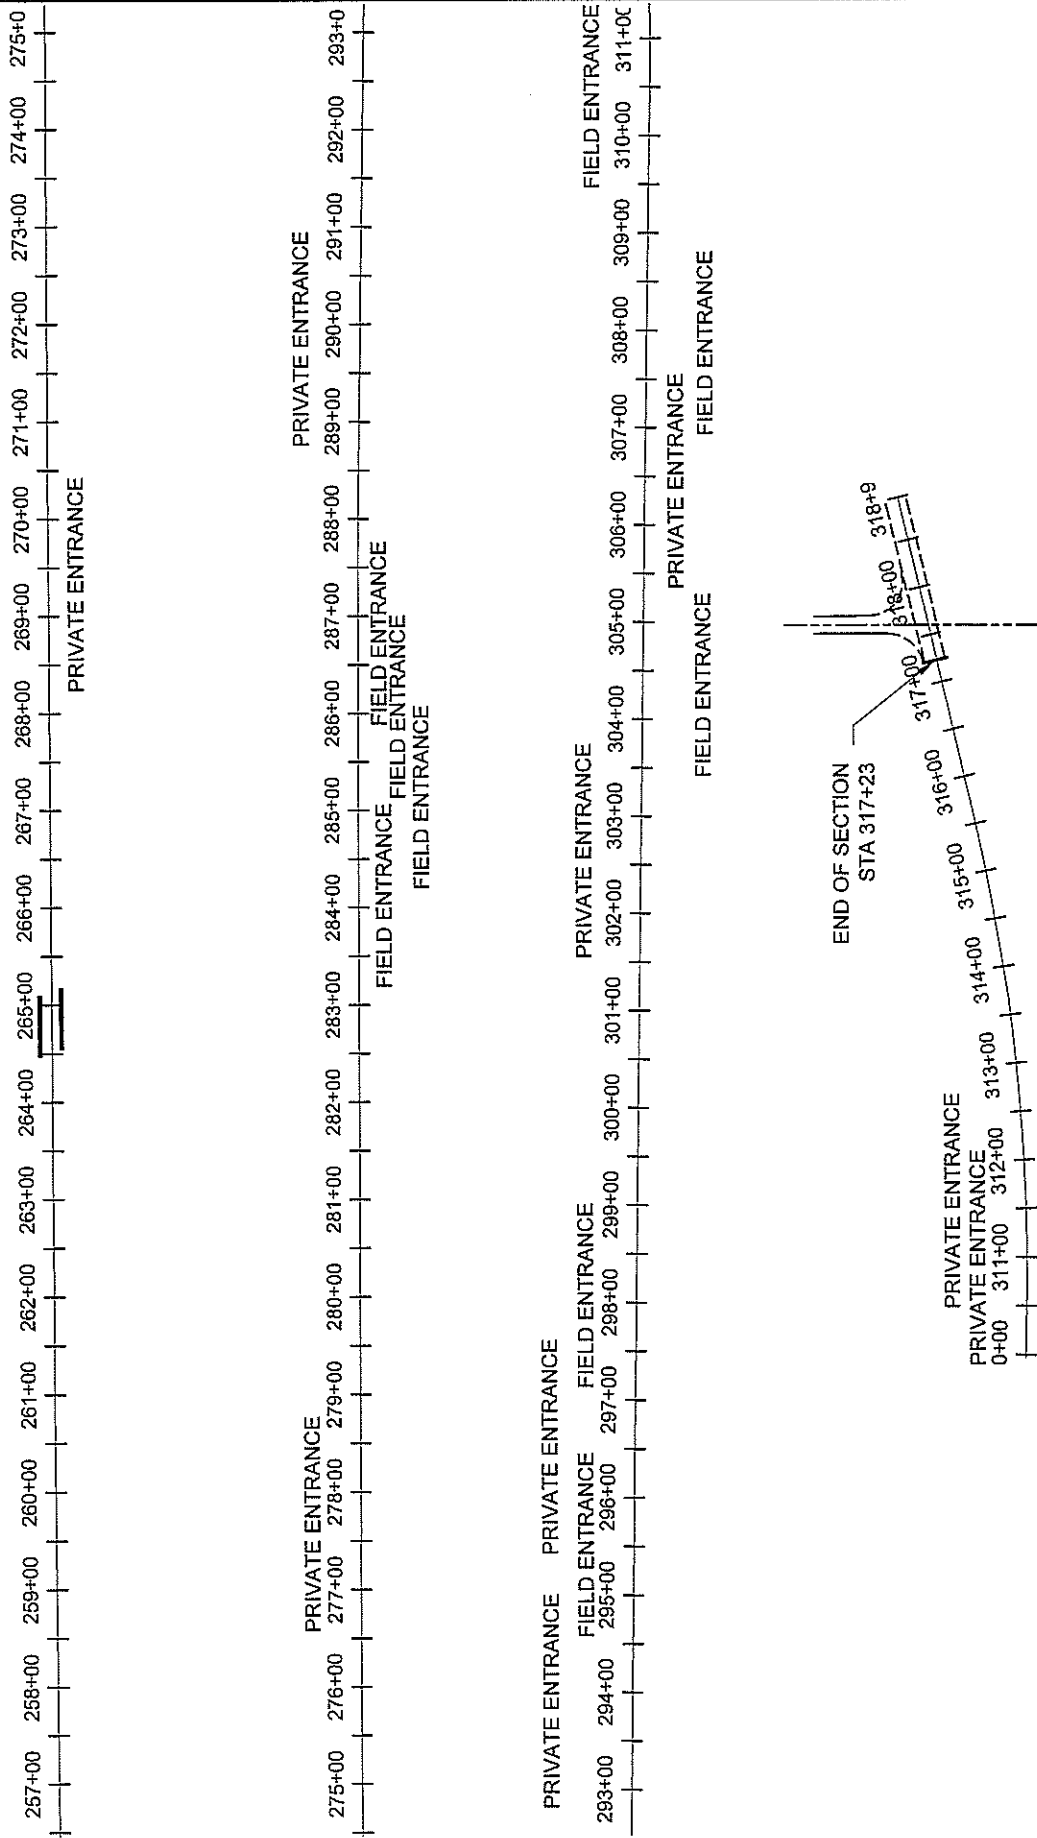 257+00 258+00 259+00 260+00 261+00 262+00 263+00 264+00 265+00 266+00 267+00 268+00 269+00 270+00 271+00 272+00 273+00 274+00 275+0
PRIVATE ENTRANCE
PRIVATE ENTRANCE PRIVATE ENTRANCE
275+00 276+00 277+00 278+00 279+00 280+00 281+00 282+00 283+00 284+00 285+00 286+00 287+00 288+00 289+00 290+00 291+00 292+00 293+0
FIELD ENTRANCE FIELD ENTRANCE
FIELD ENTRANCE
FIELD ENTRANCE
PRIVATE ENTRANCE PRIVATE ENTRANCE
FIELD ENTRANCE FIELD ENTRANCE PRIVATE ENTRANCE FIELD ENTRANCE
293+00 294+00 295+00 296+00 297+00 298+00 299+00 300+00 301+00 302+00 303+00 304+00 305+00 306+00 307+00 308+00 309+00 310+00 311+00
PRIVATE ENTRANCE
FIELD ENTRANCE FIELD ENTRANCE
END OF SECTION
STA 317+23
PRIVATE ENTRANCE
PRIVATE ENTRANCE
0+00 311+00 312+00 313+00 314+00 315+00 316+00 317+00 318+00 318+9